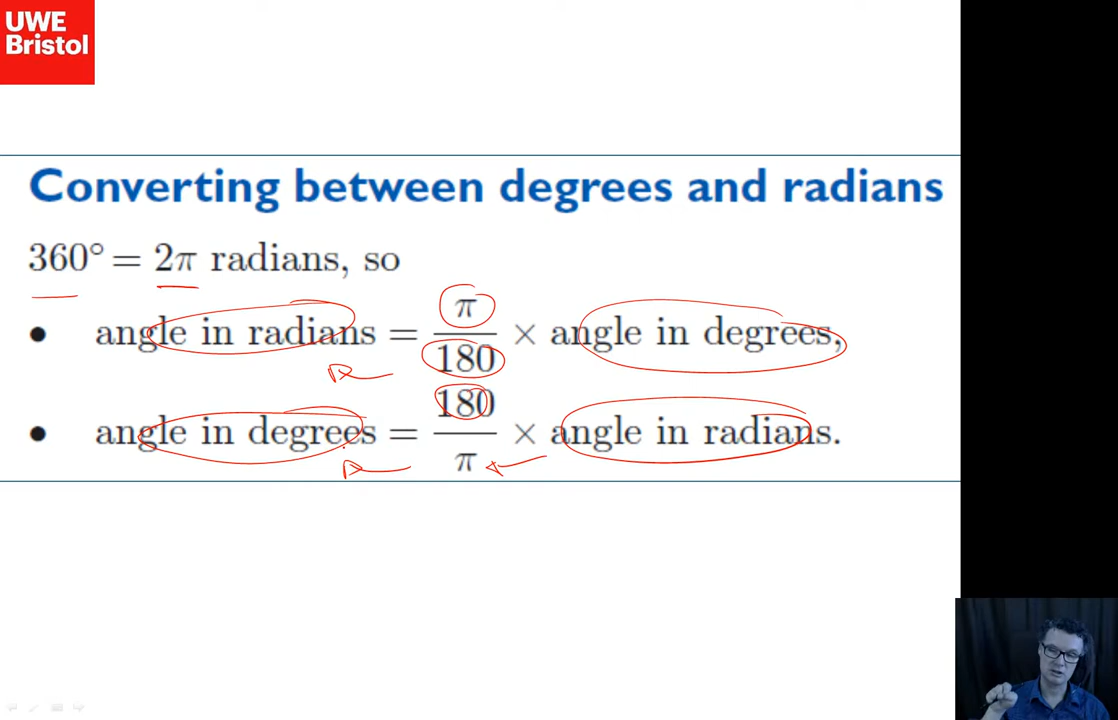 UWE
Bristol
Converting between degrees and radians
360° = 2π radians, so
• angle in radians = π/180 × angle in degrees,
• angle in degrees = 180/π × angle in radians.